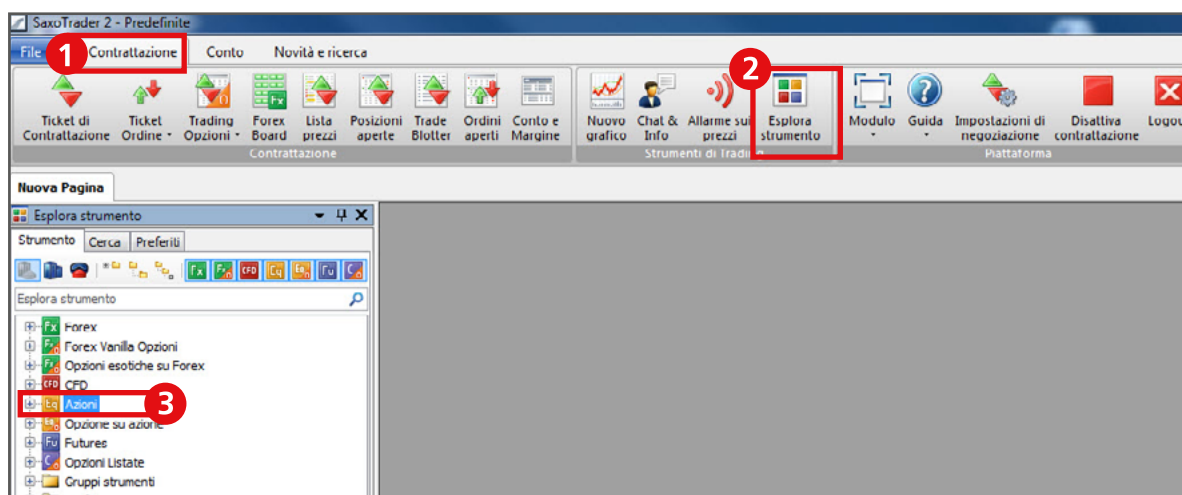 SaxoTrader 2 - Predefinite
File
1
Contrattazione
Conto
Novità e ricerca
2
Ticket di Contrattazione
Ticket Ordine
Trading Opzioni
Forex Board
Lista prezzi
Posizioni aperte
Trade Blotter
Ordini aperti
Conto e Margine
Nuovo grafico
Chat & Info
Allarme sui prezzi
Esplora strumento
Modulo
Guida
Impostazioni di negoziazione
Disattiva contrattazione
Logou
Contrattazione
Strumenti di Trading
Piattaforma
Nuova Pagina
Esplora strumento
Strumento
Cerca
Preferiti
Fx
Fx
CFD
Eq
Eq
Fu
Esplora strumento
Fx Forex
Fx Forex Vanilla Opzioni
Fx Opzioni esotiche su Forex
CFD CFD
Eq Azioni
3
Eq Opzione su azione
Fu Futures
Opzioni Listate
Gruppi strumenti